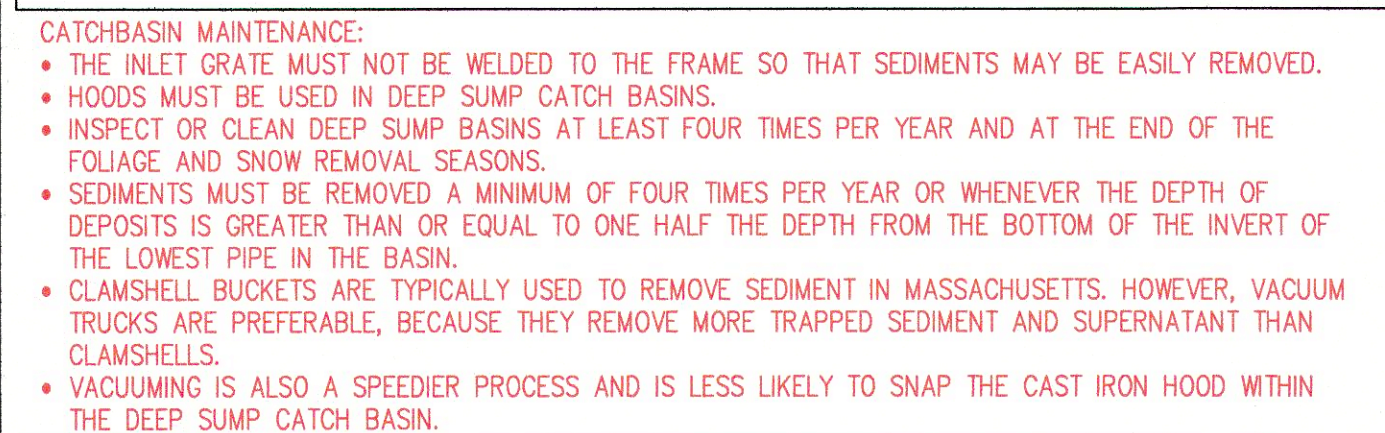 CATCHBASIN MAINTENANCE:
• THE INLET GRATE MUST NOT BE WELDED TO THE FRAME SO THAT SEDIMENTS MAY BE EASILY REMOVED.
• HOODS MUST BE USED IN DEEP SUMP CATCH BASINS.
• INSPECT OR CLEAN DEEP SUMP BASINS AT LEAST FOUR TIMES PER YEAR AND AT THE END OF THE
FOLIAGE AND SNOW REMOVAL SEASONS.
• SEDIMENTS MUST BE REMOVED A MINIMUM OF FOUR TIMES PER YEAR OR WHENEVER THE DEPTH OF
DEPOSITS IS GREATER THAN OR EQUAL TO ONE HALF THE DEPTH FROM THE BOTTOM OF THE INVERT OF
THE LOWEST PIPE IN THE BASIN.
• CLAMSHELL BUCKETS ARE TYPICALLY USED TO REMOVE SEDIMENT IN MASSACHUSETTS. HOWEVER, VACUUM
TRUCKS ARE PREFERABLE, BECAUSE THEY REMOVE MORE TRAPPED SEDIMENT AND SUPERNATANT THAN
CLAMSHELLS.
• VACUUMING IS ALSO A SPEEDIER PROCESS AND IS LESS LIKELY TO SNAP THE CAST IRON HOOD WITHIN
THE DEEP SUMP CATCH BASIN.